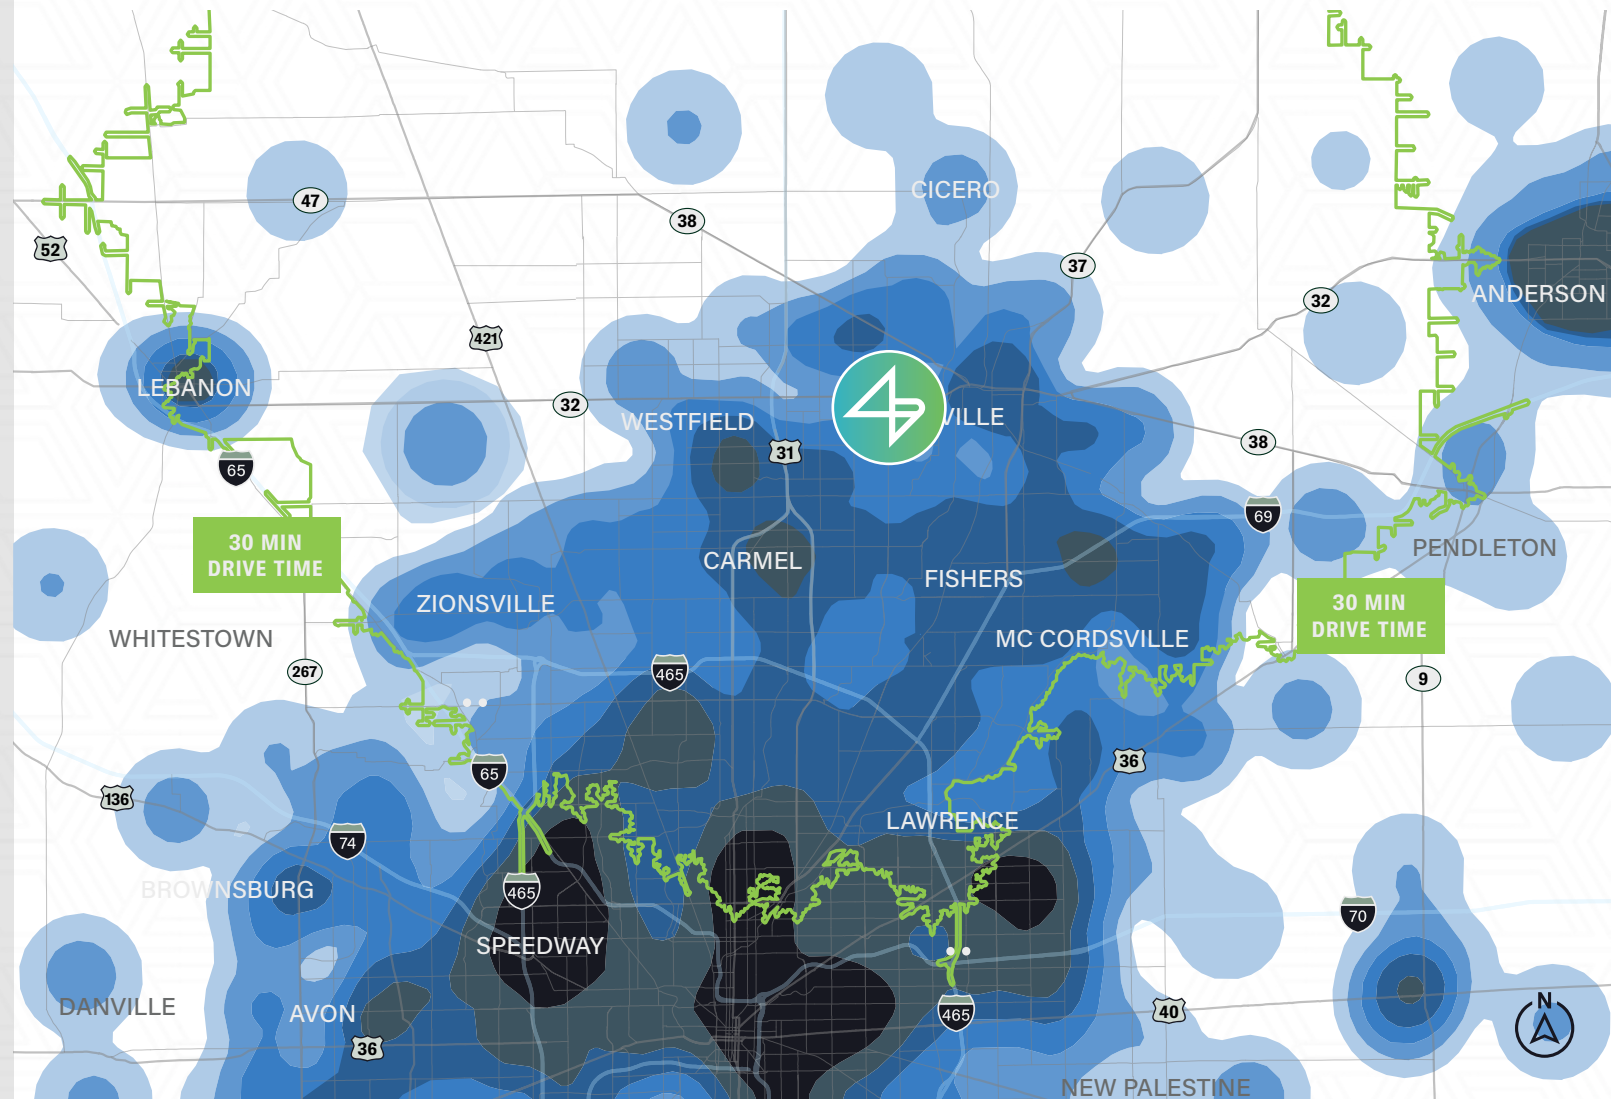 CICERO
47
38
52
37
ANDERSON
32
421
LEBANON
32
WESTFIELD
VILLE
38
31
65
69
30 MIN
DRIVE TIME
PENDLETON
CARMEL
FISHERS
ZIONSVILLE
30 MIN
DRIVE TIME
WHITESTOWN
MC CORDSVILLE
267
465
9
65
36
136
LAWRENCE
74
BROWNSBURG
465
70
SPEEDWAY
DANVILLE
AVON
465
40
N
36
NEW PALESTINE